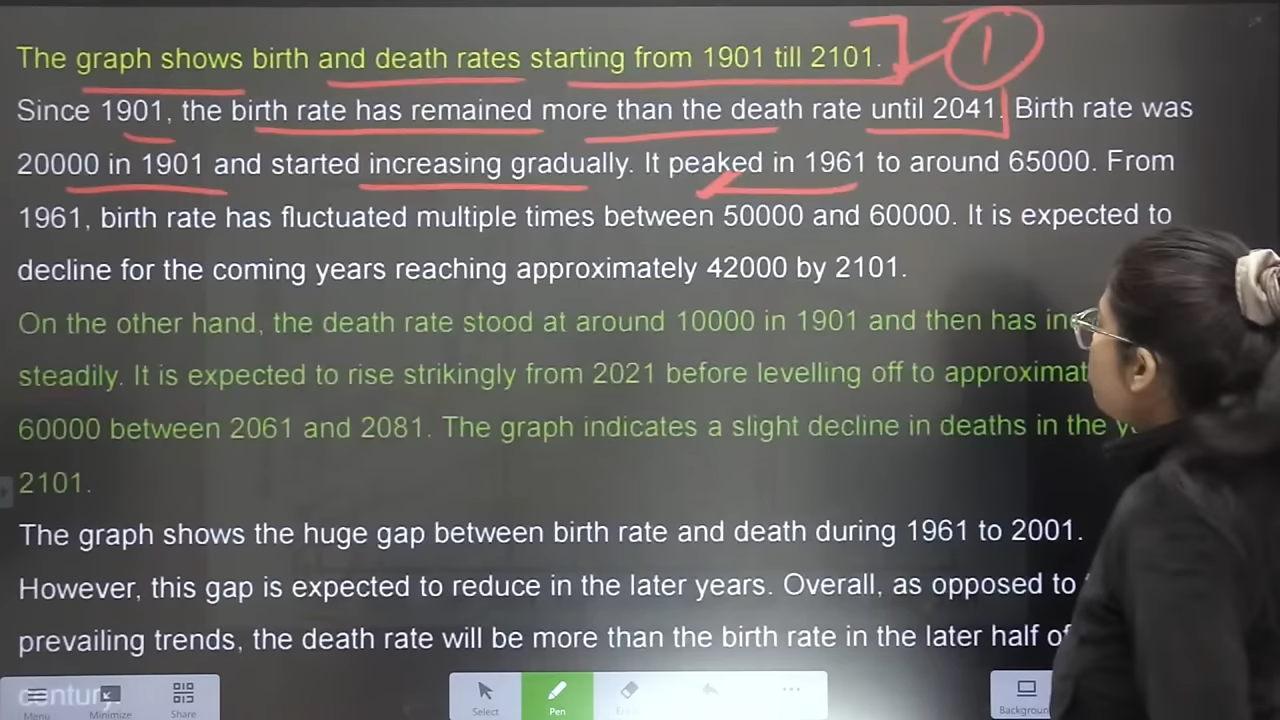 The graph shows birth and death rates starting from 1901 till 2101.
1
Since 1901, the birth rate has remained more than the death rate until 2041. Birth rate was
20000 in 1901 and started increasing gradually. It peaked in 1961 to around 65000. From
1961, birth rate has fluctuated multiple times between 50000 and 60000. It is expected to
decline for the coming years reaching approximately 42000 by 2101.
On the other hand, the death rate stood at around 10000 in 1901 and then has
steadily. It is expected to rise strikingly from 2021 before levelling off to
60000 between 2061 and 2081. The graph indicates a slight decline in deaths in the
2101.
The graph shows the huge gap between birth rate and death during 1961 to 2001.
However, this gap is expected to reduce in the later years. Overall, as opposed to
prevailing trends, the death rate will be more than the birth rate in the later half of
century.
Menu Minimize Share Select Pen Background